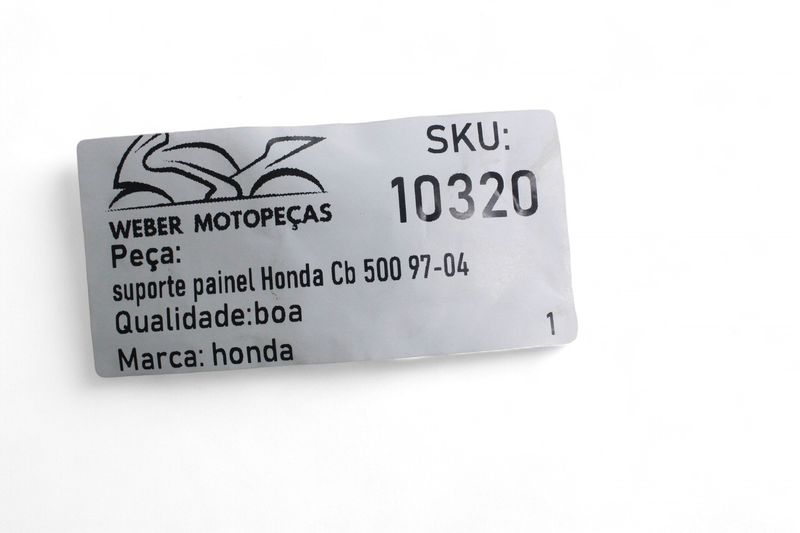 WEBER MOTOPEÇAS
SKU:
10320
Peça:
suporte painel Honda Cb 500 97-04
Qualidade:boa
Marca: honda
1